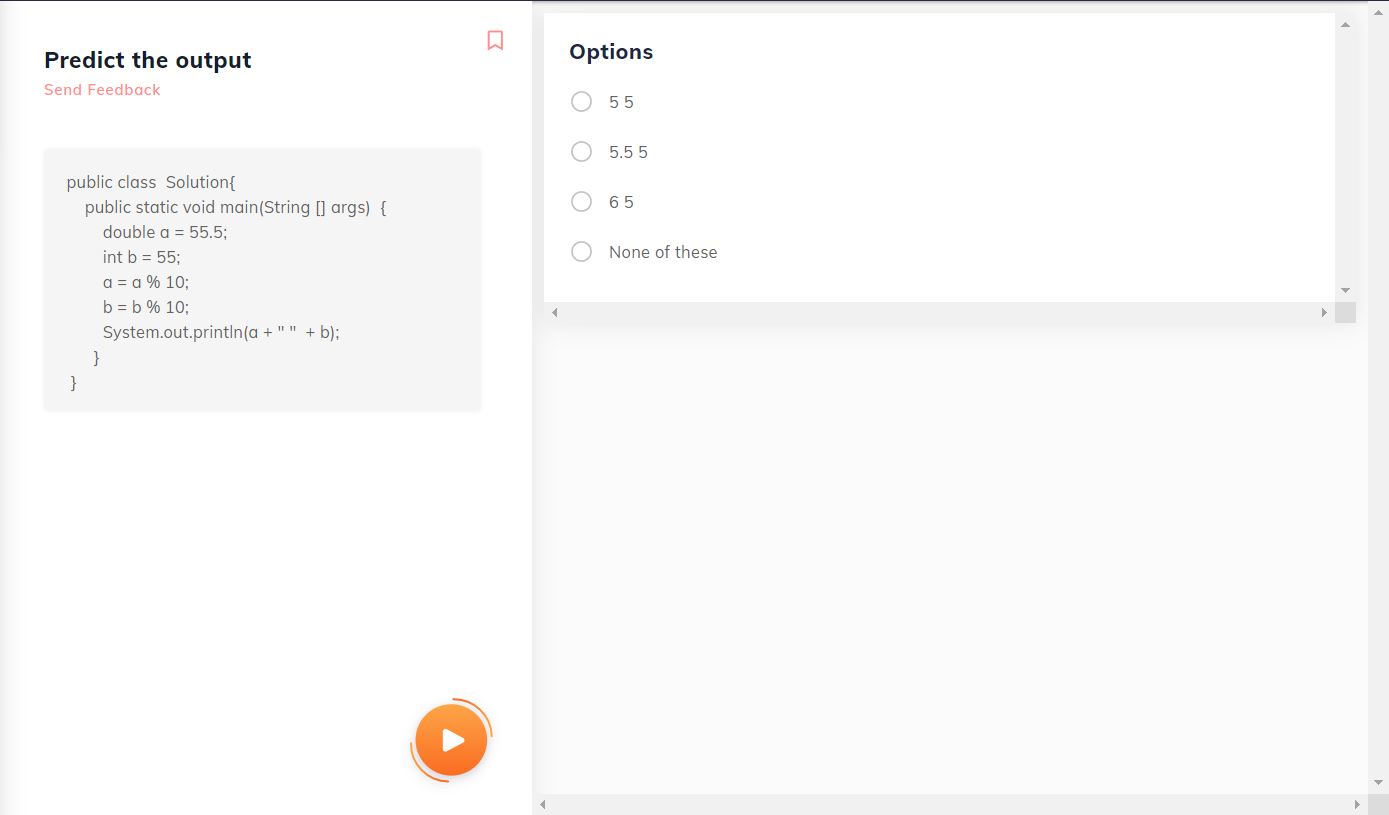 Predict the output
Send Feedback
public class  Solution{
public static void main(String [] args)  {
double a = 55.5;
int b = 55;
a = a % 10;
b = b % 10;
System.out.println(a + " "  + b);
}
}
Options
5 5
5.5 5
6 5
None of these